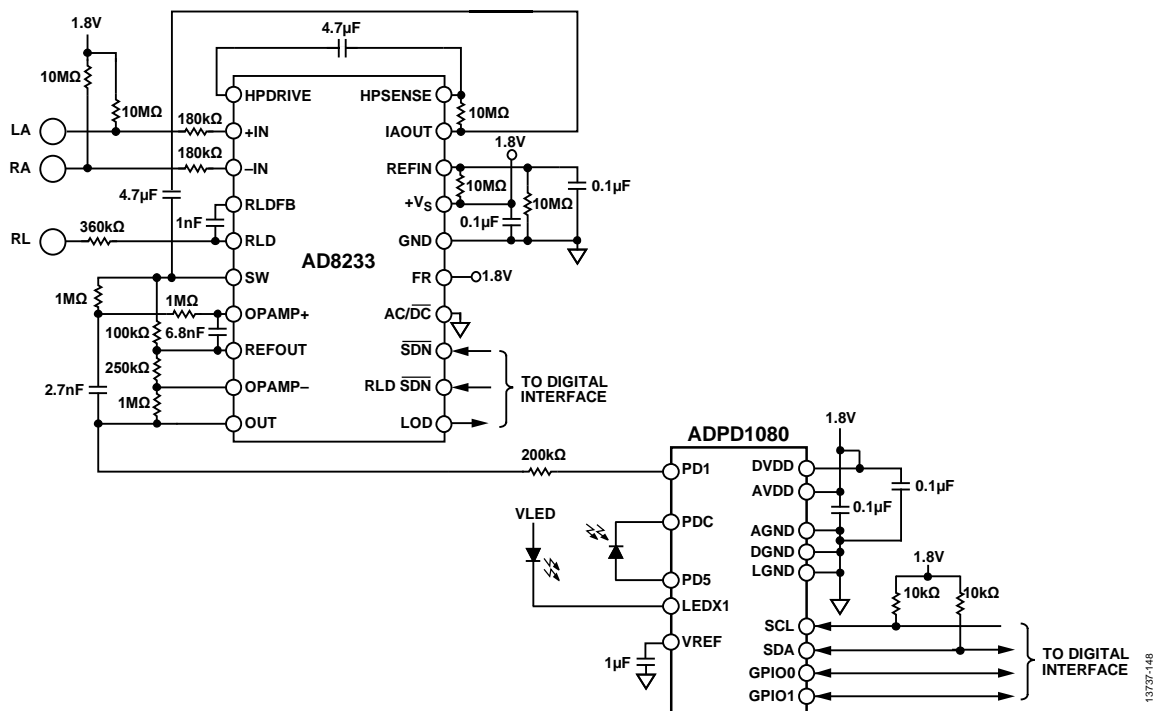 1.8V
4.7µF
10MΩ
10MΩ
LA
RA
RL
180kΩ
180kΩ
4.7µF
1nF
360kΩ
1MΩ
1MΩ
100kΩ
6.8nF
250kΩ
2.7nF
1MΩ
HPDRIVE
+IN
–IN
RLDFB
RLD
SW
OPAMP+
REFOUT
OPAMP–
OUT
AD8233
HPSENSE
IAOUT
REFIN
+VS
GND
FR
AC/DC
SDN
RLD SDN
LOD
10MΩ
1.8V
10MΩ
0.1µF
10MΩ
0.1µF
1.8V
TO DIGITAL
INTERFACE
200kΩ
VLED
1µF
ADPD1080
PD1
PDC
PD5
LEDX1
VREF
DVDD
AVDD
AGND
DGND
LGND
SCL
SDA
GPIO0
GPIO1
1.8V
0.1µF
0.1µF
1.8V
10kΩ
10kΩ
TO DIGITAL
INTERFACE
13737-148